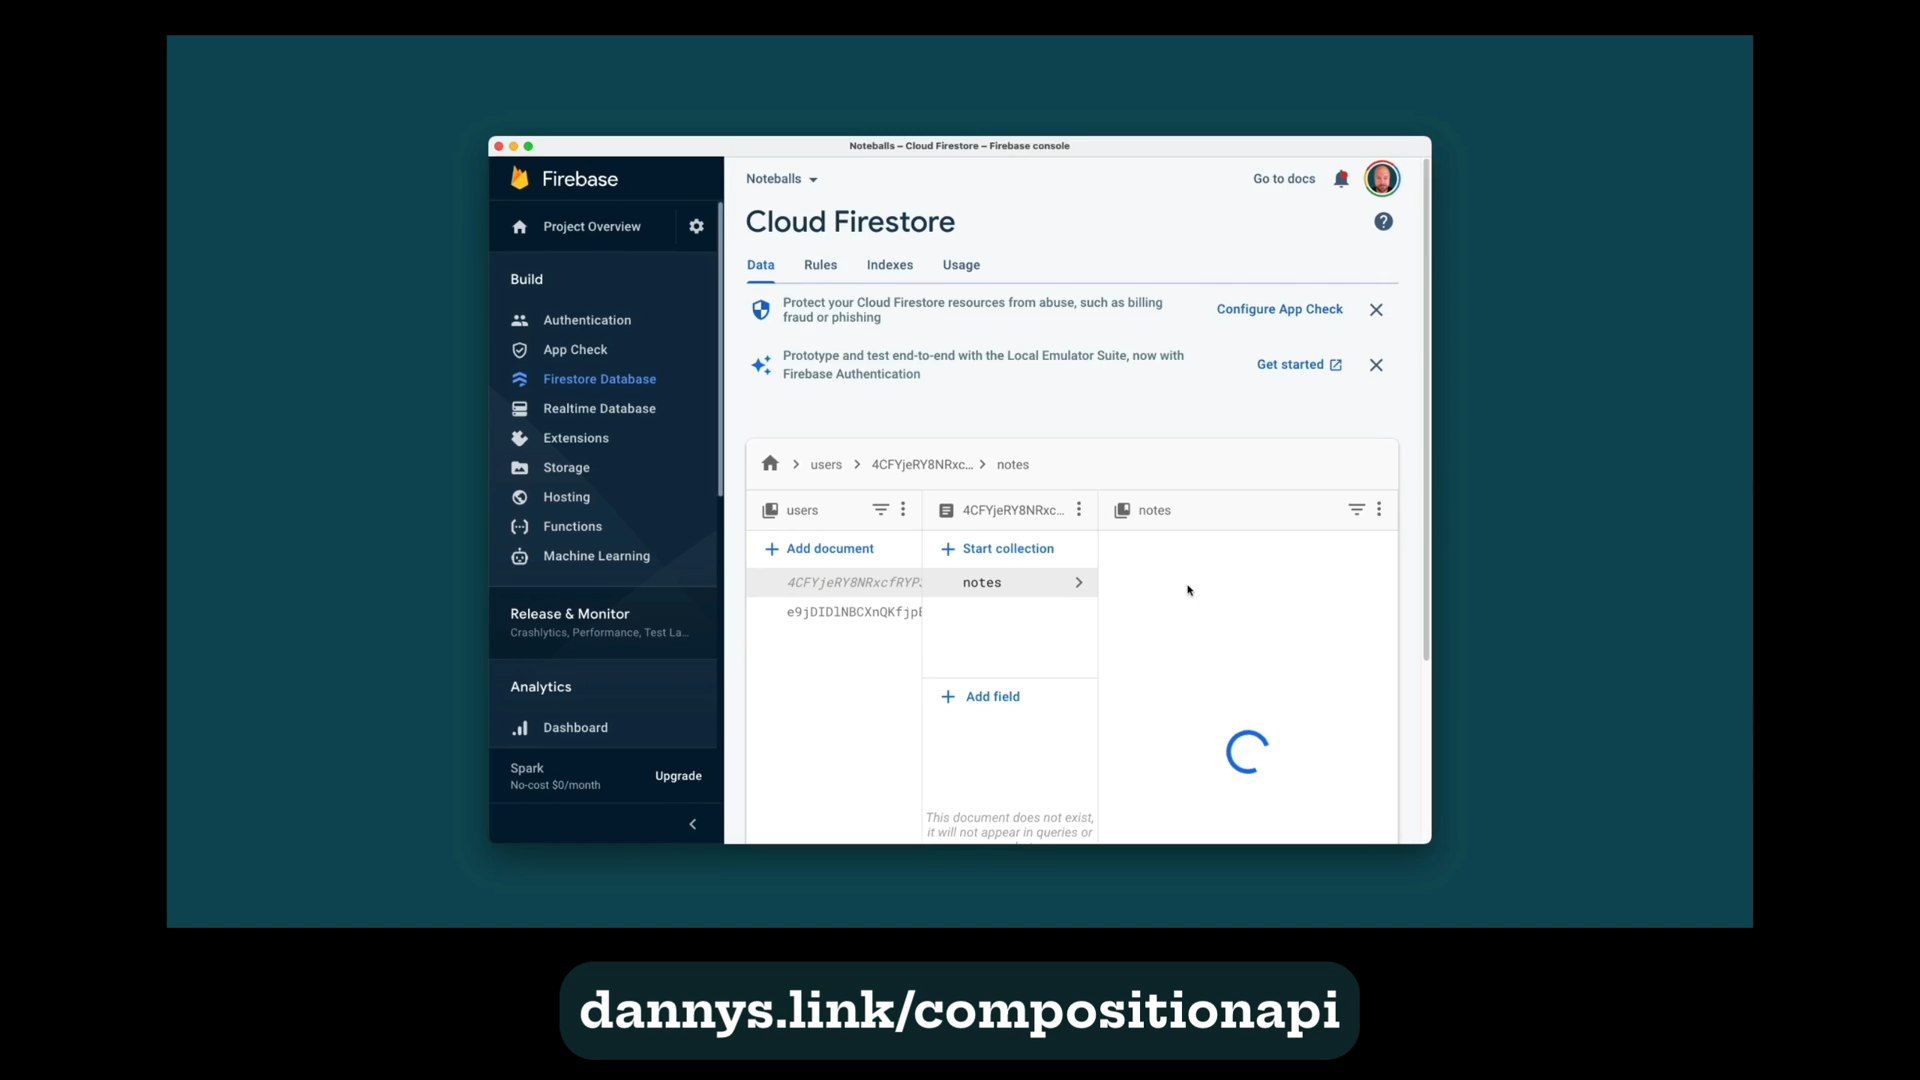 Noteballs – Cloud Firestore – Firebase console
Firebase
Project Overview
Build
Authentication
App Check
Firestore Database
Realtime Database
Extensions
Storage
Hosting
Functions
Machine Learning
Release & Monitor
Crashlytics, Performance, Test La...
Analytics
Dashboard
Spark
No-cost $0/month
Upgrade
Noteballs
Go to docs
Cloud Firestore
Data Rules Indexes Usage
Protect your Cloud Firestore resources from abuse, such as billing
fraud or phishing
Configure App Check
Prototype and test end-to-end with the Local Emulator Suite, now with
Firebase Authentication
Get started
users > 4CFYjeRY8NRxc... > notes
users
Add document
4CFYjeRY8NRxcfRYP
e9jDIDlNBCXnQKfjp
4CFYjeRY8NRxc...
Start collection
notes
Add field
This document does not exist,
it will not appear in queries or
notes
dannys.link/compositionapi